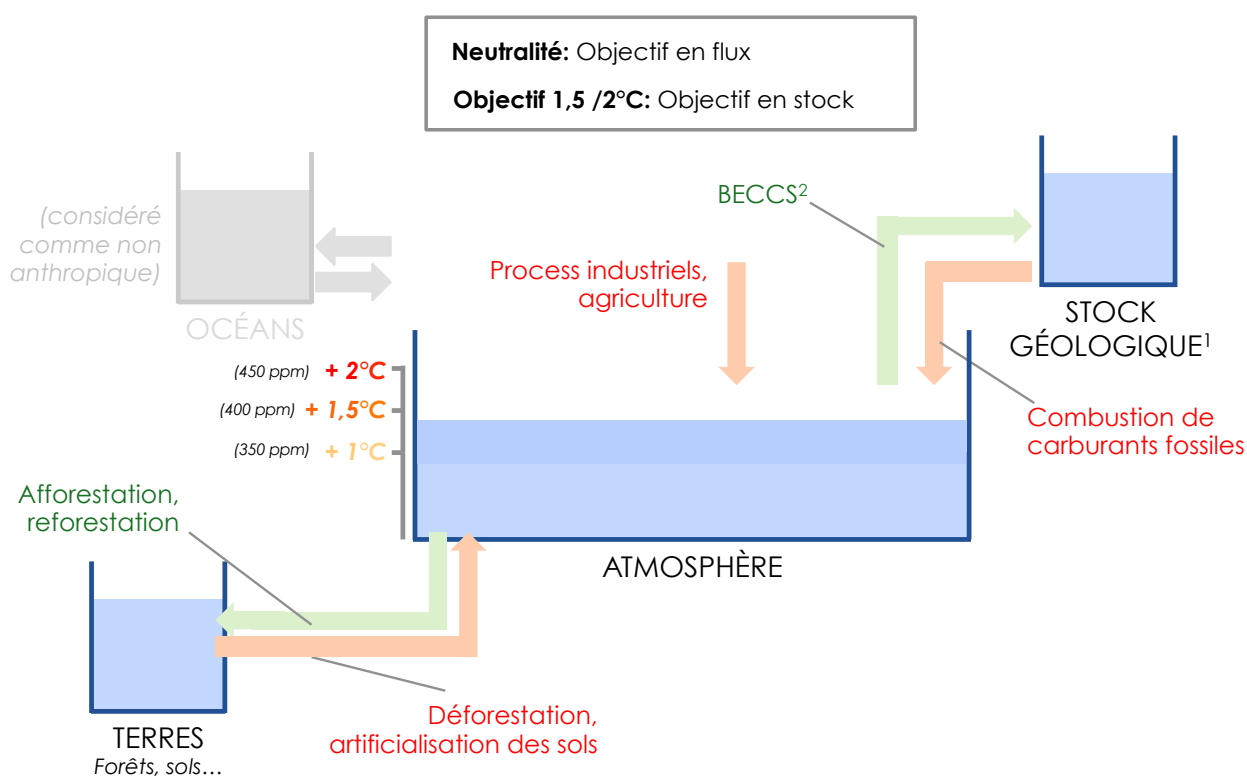 Neutralité: Objectif en flux
Objectif 1,5 /2°C: Objectif en stock
(considéré
comme non
anthropique)
OCÉANS
BECCS²
Process industriels,
agriculture
STOCK
GÉOLOGIQUE¹
(450 ppm) + 2°C
(400 ppm) + 1,5°C
(350 ppm) + 1°C
Combustion de
carburants fossiles
Afforestation,
reforestation
ATMOSPHÈRE
Déforestation,
artificialisation des sols
TERRES
Forêts, sols…